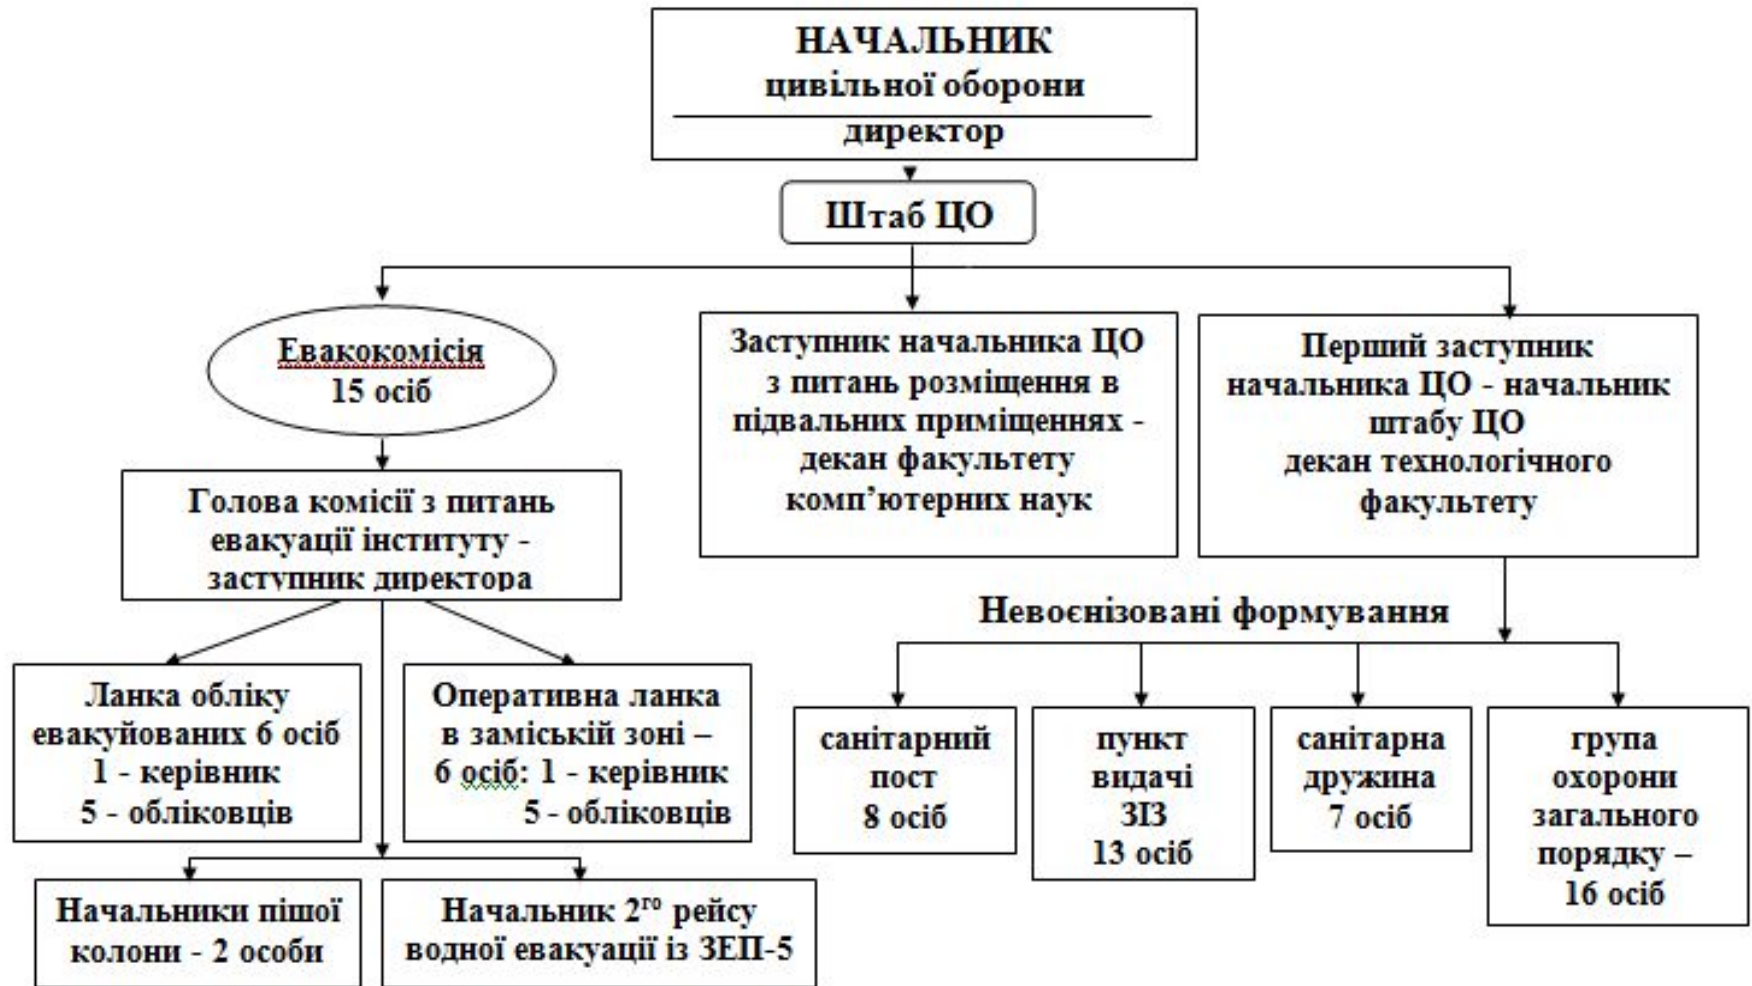 НАЧАЛЬНИК
цивільної оборони
директор
Штаб ЦО
Евакокомісія
15 осіб
Заступник начальника ЦО
з питань розміщення в
підвальних приміщеннях -
декан факультету
комп’ютерних наук
Перший заступник
начальника ЦО - начальник
штабу ЦО
декан технологічного
факультету
Голова комісії з питань
евакуації інституту -
заступник директора
Невоєнізовані формування
Ланка обліку
евакуйованих 6 осіб
1 - керівник
5 - обліковців
Оперативна ланка
в заміській зоні –
6 осіб: 1 - керівник
5 - обліковців
санітарний
пост
8 осіб
пункт
видачі
ЗІЗ
13 осіб
санітарна
дружина
7 осіб
група
охорони
загального
порядку –
16 осіб
Начальники пішої
колони - 2 особи
Начальник 2го рейсу
водної евакуації із ЗЕП-5